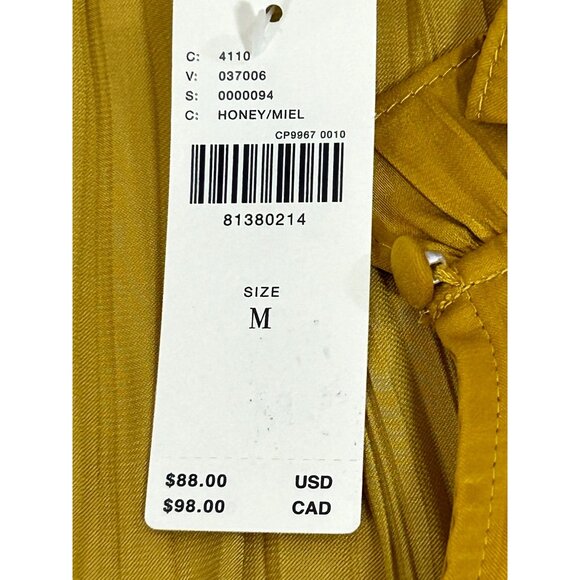 C: 4110
V: 037006
S: 0000094
C: HONEY/MIEL
CP9967 0010
81380214
SIZE
M
$88.00 USD
$98.00 CAD